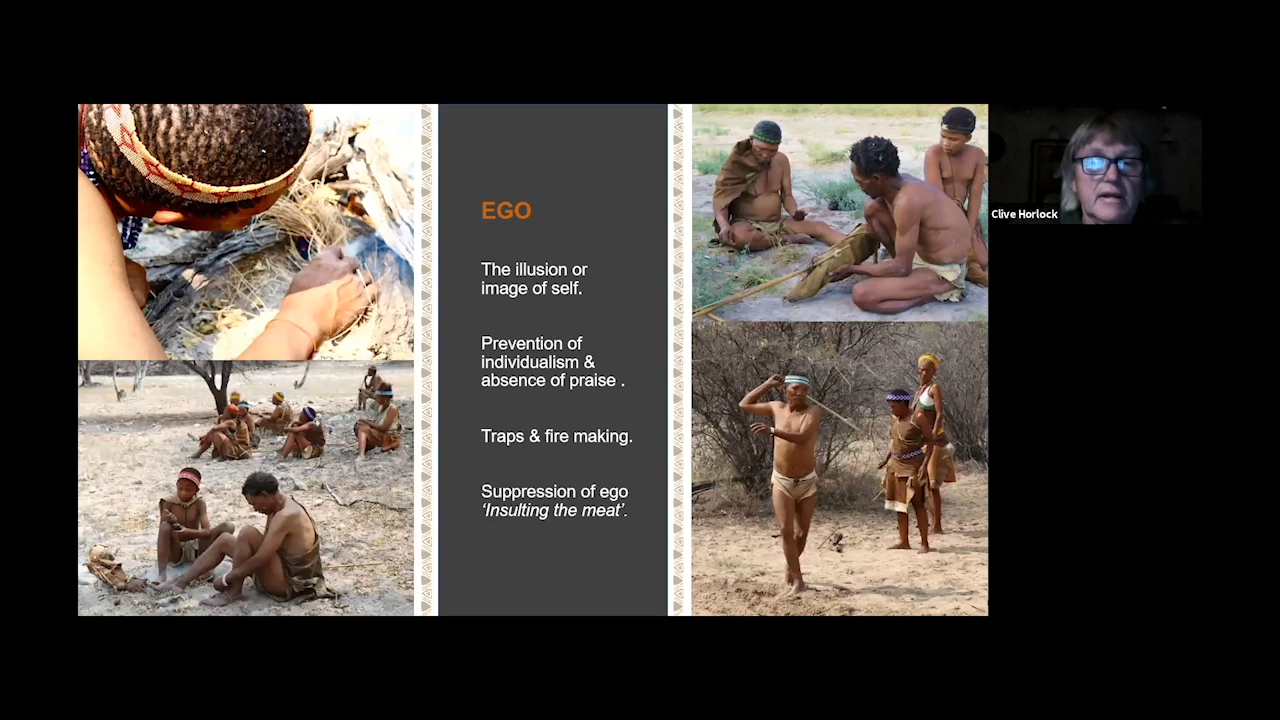 EGO
The illusion or
image of self.
Prevention of
individualism &
absence of praise .
Traps & fire making.
Suppression of ego
‘Insulting the meat’.
Clive Horlock